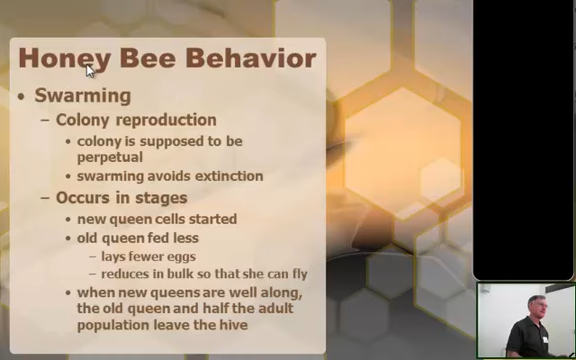 Honey Bee Behavior
• Swarming
– Colony reproduction
• colony is supposed to be
perpetual
• swarming avoids extinction
– Occurs in stages
• new queen cells started
• old queen fed less
– lays fewer eggs
– reduces in bulk so that she can fly
• when new queens are well along,
the old queen and half the adult
population leave the hive